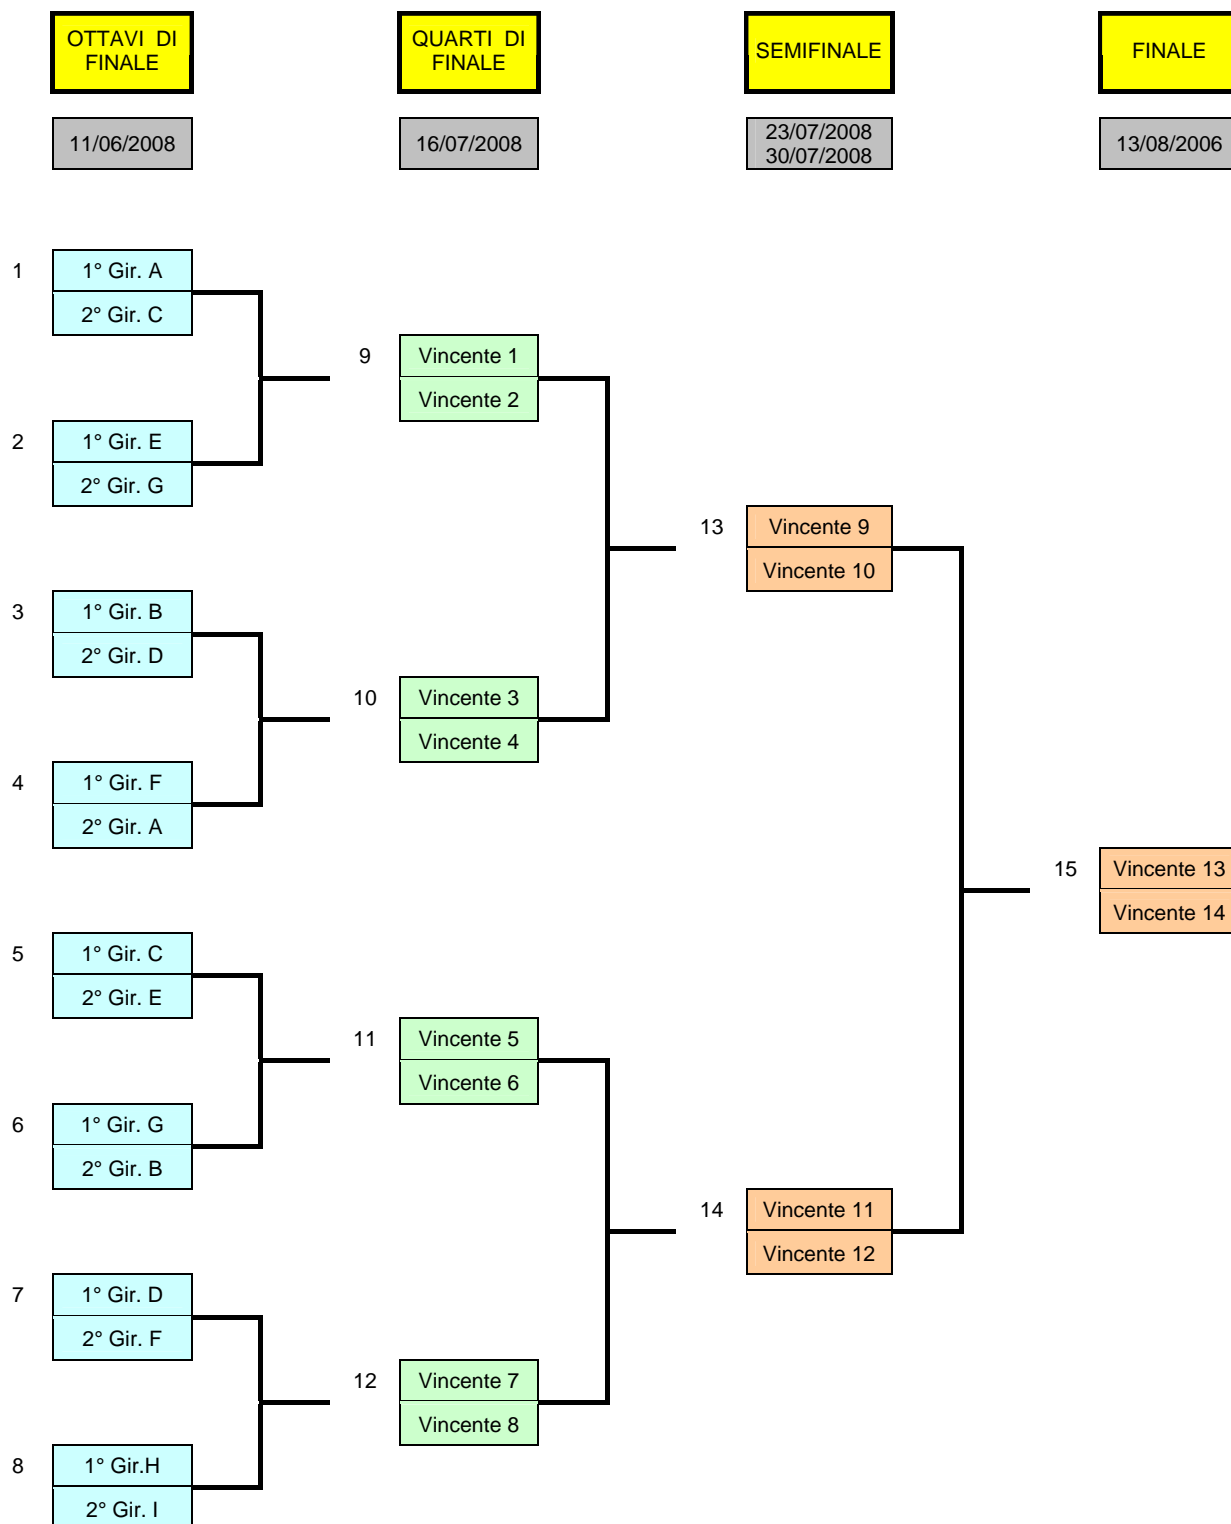 OTTAVI DI
FINALE
QUARTI DI
FINALE
SEMIFINALE
FINALE
11/06/2008
16/07/2008
23/07/2008
30/07/2008
13/08/2006
1
1° Gir. A
2° Gir. C
9
Vincente 1
Vincente 2
2
1° Gir. E
2° Gir. G
13
Vincente 9
Vincente 10
3
1° Gir. B
2° Gir. D
10
Vincente 3
Vincente 4
4
1° Gir. F
2° Gir. A
15
Vincente 13
Vincente 14
5
1° Gir. C
2° Gir. E
11
Vincente 5
Vincente 6
6
1° Gir. G
2° Gir. B
14
Vincente 11
Vincente 12
7
1° Gir. D
2° Gir. F
12
Vincente 7
Vincente 8
8
1° Gir.H
2° Gir. I